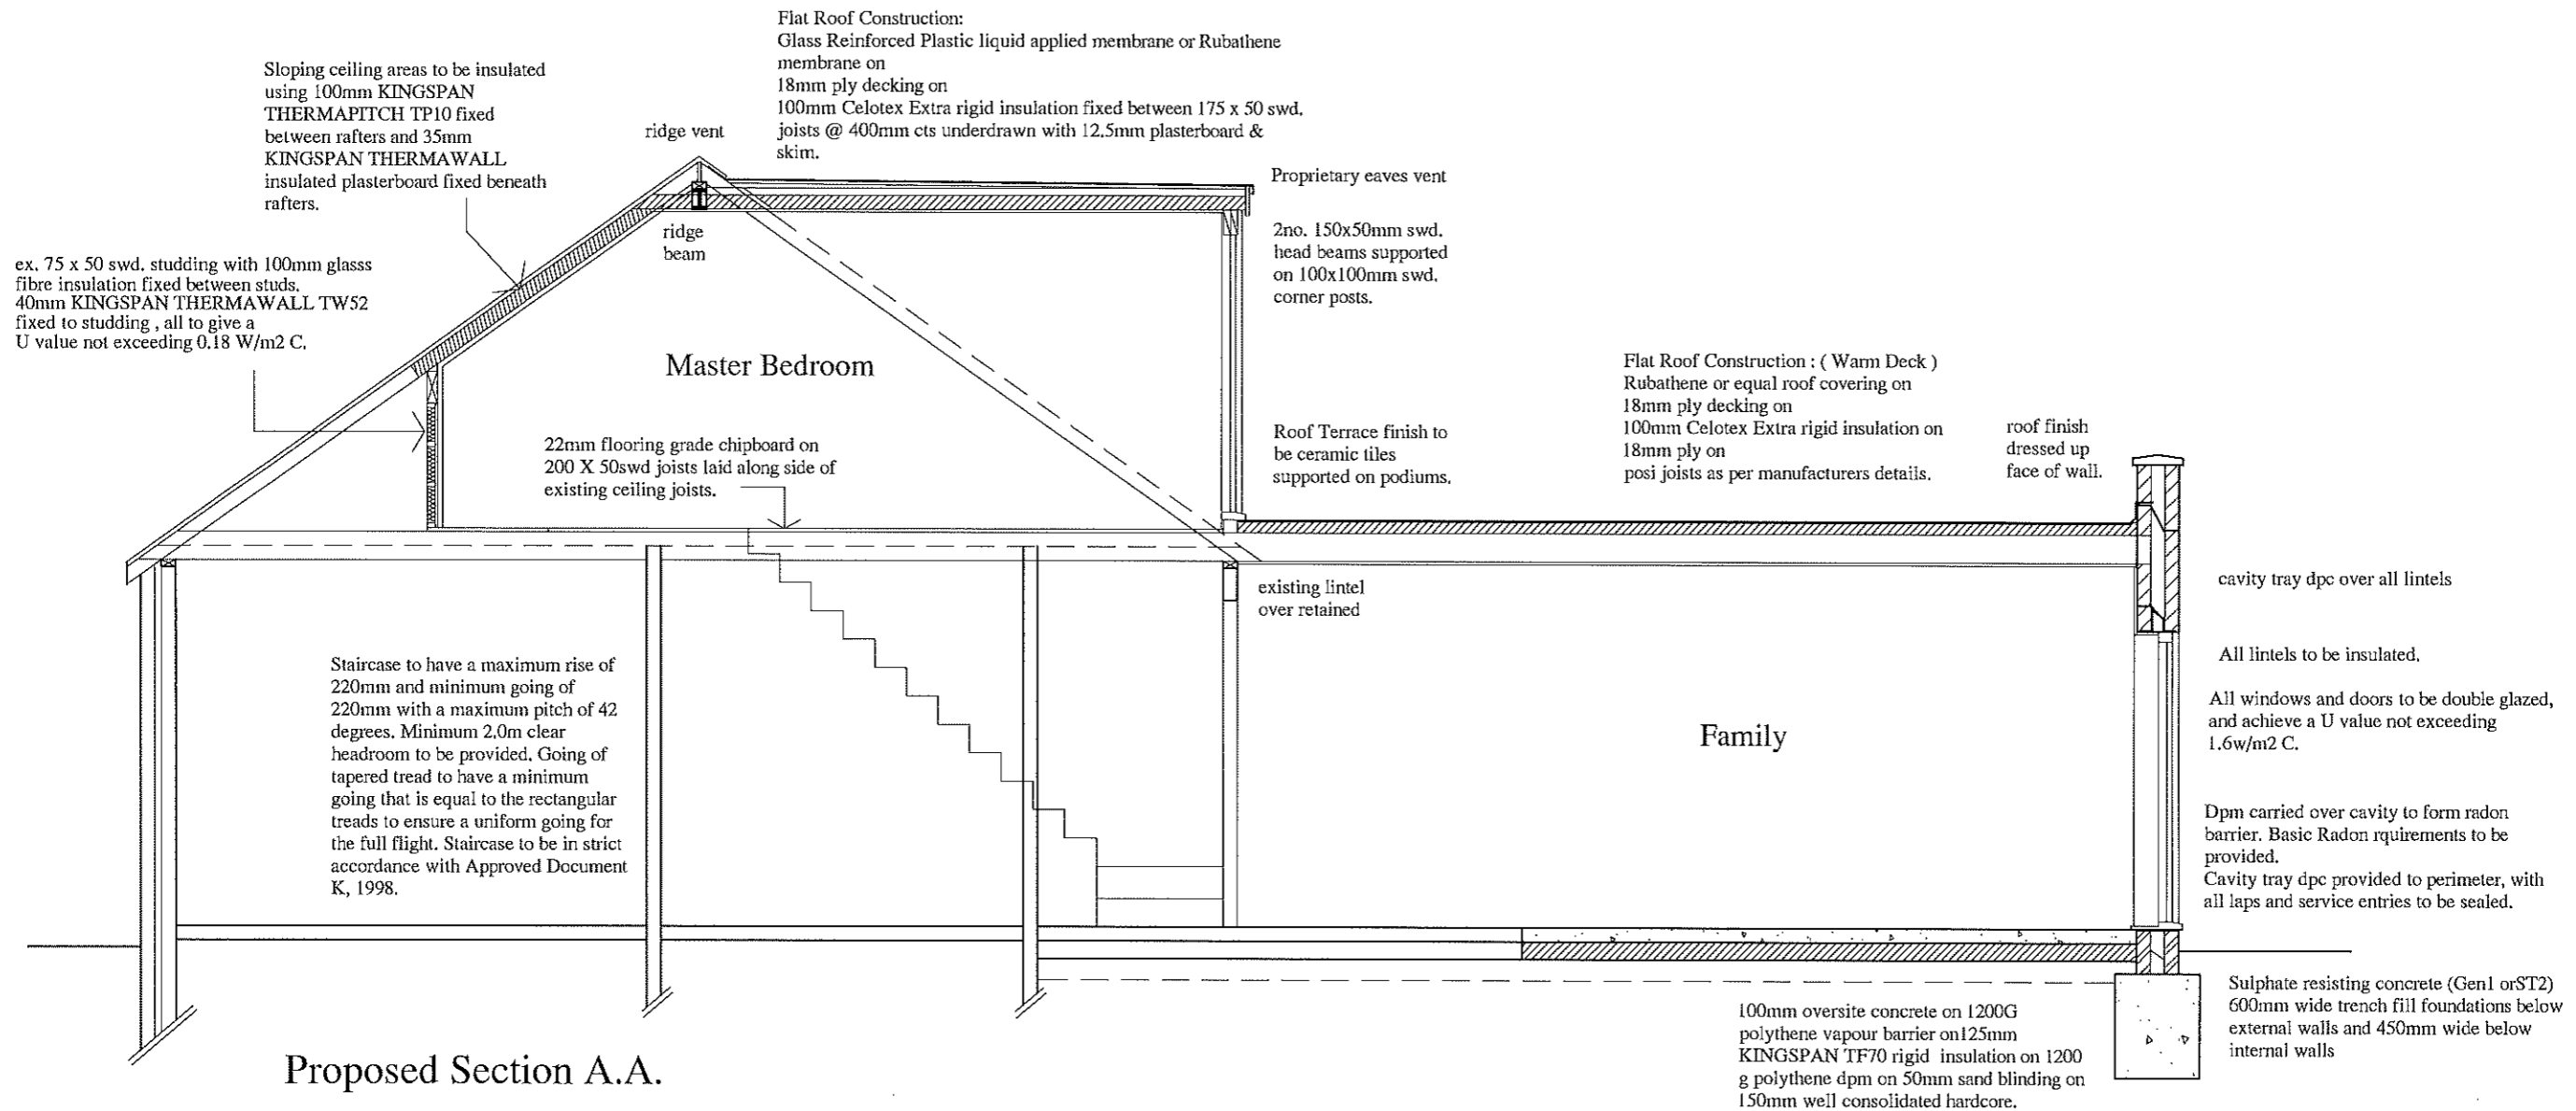 Flat Roof Construction:
Glass Reinforced Plastic liquid applied membrane or Rubathene
membrane on
18mm ply decking on
100mm Celotex Extra rigid insulation fixed between 175 x 50 swd.
joists @ 400mm cts underdrawn with 12.5mm plasterboard &
skim.
Sloping ceiling areas to be insulated
using 100mm KINGSPAN
THERMAPITCH TP10 fixed
between rafters and 35mm
KINGSPAN THERMAWALL
insulated plasterboard fixed beneath
rafters.
ridge vent
Proprietary eaves vent
ridge
beam
2no. 150x50mm swd.
head beams supported
on 100x100mm swd.
corner posts.
ex. 75 x 50 swd. studding with 100mm glasss
fibre insulation fixed between studs.
40mm KINGSPAN THERMAWALL TW52
fixed to studding , all to give a
U value not exceeding 0.18 W/m2 C.
Master Bedroom
Flat Roof Construction : ( Warm Deck )
Rubathene or equal roof covering on
18mm ply decking on
100mm Celotex Extra rigid insulation on
18mm ply on
posi joists as per manufacturers details.
roof finish
dressed up
face of wall.
22mm flooring grade chipboard on
200 X 50swd joists laid along side of
existing ceiling joists.
Roof Terrace finish to
be ceramic tiles
supported on podiums.
existing lintel
over retained
cavity tray dpc over all lintels
All lintels to be insulated.
Staircase to have a maximum rise of
220mm and minimum going of
220mm with a maximum pitch of 42
degrees. Minimum 2.0m clear
headroom to be provided. Going of
tapered tread to have a minimum
going that is equal to the rectangular
treads to ensure a uniform going for
the full flight. Staircase to be in strict
accordance with Approved Document
K, 1998.
Family
All windows and doors to be double glazed,
and achieve a U value not exceeding
1.6w/m2 C.
Dpm carried over cavity to form radon
barrier. Basic Radon rquirements to be
provided.
Cavity tray dpc provided to perimeter, with
all laps and service entries to be sealed.
Sulphate resisting concrete (Gen1 orST2)
600mm wide trench fill foundations below
external walls and 450mm wide below
internal walls
100mm oversite concrete on 1200G
polythene vapour barrier on125mm
KINGSPAN TF70 rigid insulation on 1200
g polythene dpm on 50mm sand blinding on
150mm well consolidated hardcore.
Proposed Section A.A.